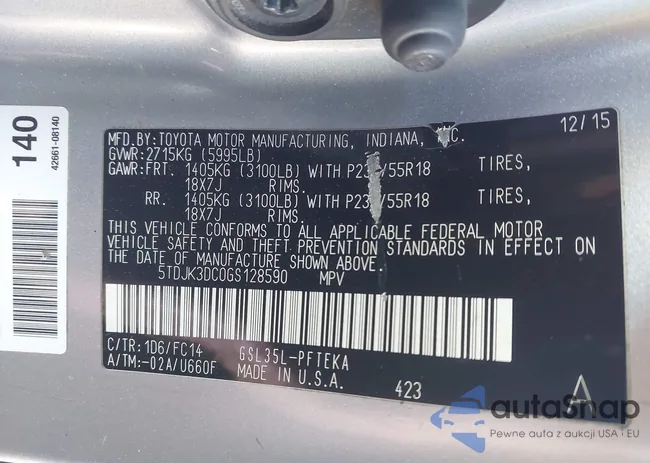 140
42661-08140
MFD.BY:TOYOTA MOTOR MANUFACTURING, INDIANA, INC. 12/15
GVWR:2715KG (5995LB)
GAWR:FRT. 1405KG (3100LB) WITH /55R18 TIRES,
18X7J RIMS.
RR. 1405KG (3100LB) WITH /55R18 TIRES,
18X7J RIMS.
THIS VEHICLE CONFORMS TO ALL APPLICABLE FEDERAL MOTOR
VEHICLE SAFETY AND THEFT PREVENTION STANDARDS IN EFFECT ON
THE DATE OF MANUFACTURE SHOWN ABOVE.
5TDJK3DC0GS128590 MPV
C/TR:1D6/FC14 GSL35L-PFTEKA
A/TM:-02A/U660F MADE IN U.S.A. 423 A
autoSnap
Pewne auta z aukcji USA i EU